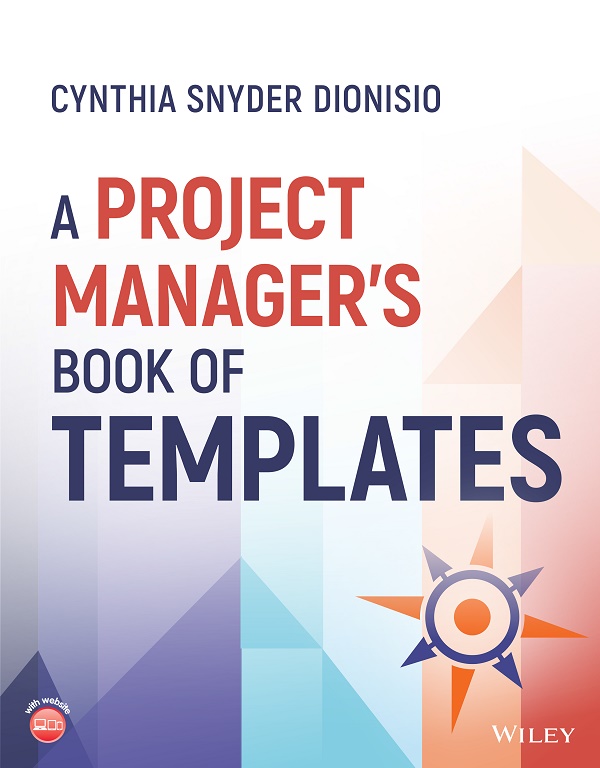 CYNTHIA SNYDER DIONISIO
A PROJECT
MANAGER'S
BOOK OF
TEMPLATES
with website
WILEY